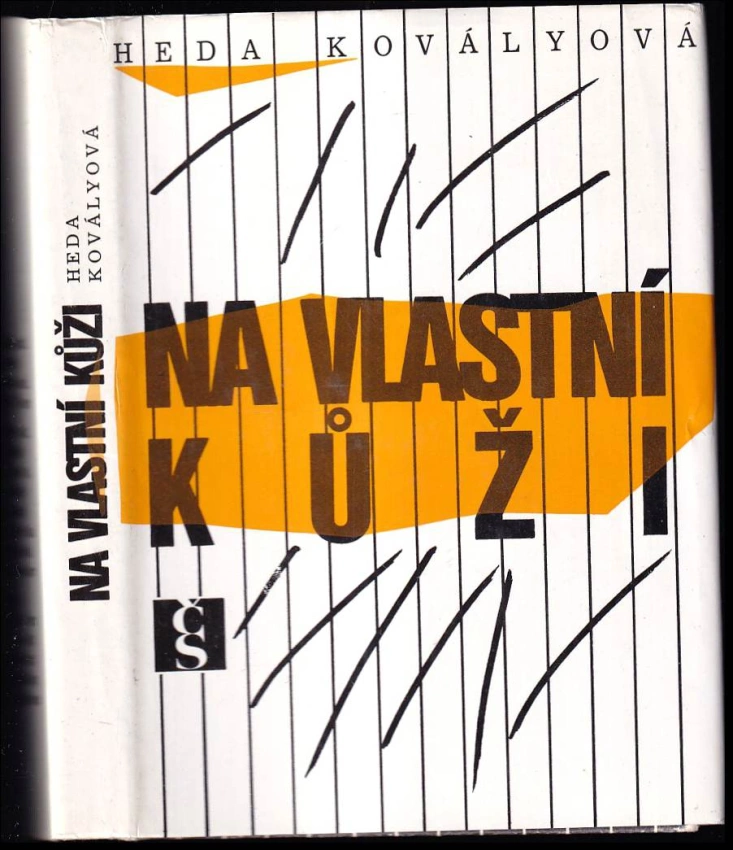 HEDA KOVÁLYOVÁ
NA VLASTNÍ
KŮŽI
ČS
HEDA
KOVÁLYOVÁ
NA VLASTNÍ KŮŽI